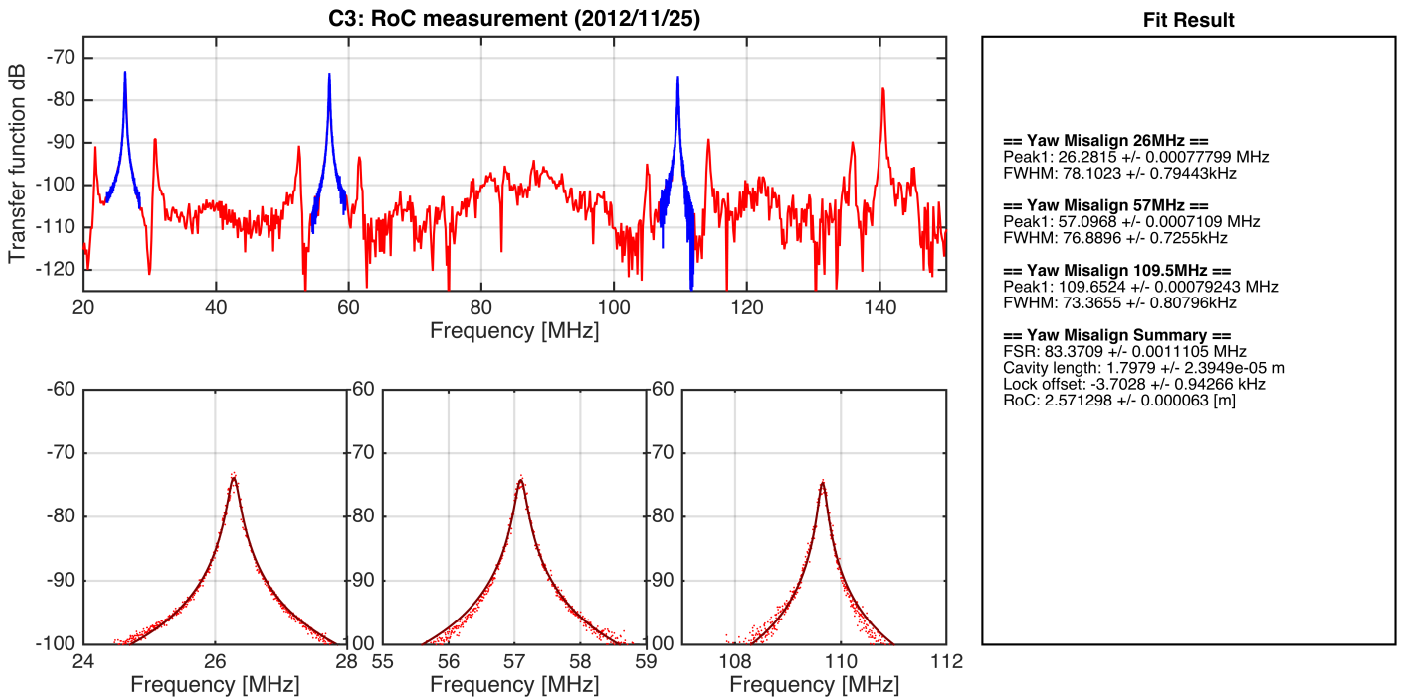 C3: RoC measurement (2012/11/25)
Transfer function dB
-70
-80
-90
-100
-110
-120
20 40 60 80 100 120 140
Frequency [MHz]
-60
-70
-80
-90
-100
24 26 28
Frequency [MHz]
-60
-70
-80
-90
-100
55 56 57 58 59
Frequency [MHz]
-60
-70
-80
-90
-100
108 110 112
Frequency [MHz]
Fit Result
== Yaw Misalign 26MHz ==
Peak1: 26.2815 +/- 0.00077799 MHz
FWHM: 78.1023 +/- 0.79443kHz
== Yaw Misalign 57MHz ==
Peak1: 57.0968 +/- 0.0007109 MHz
FWHM: 76.8896 +/- 0.7255kHz
== Yaw Misalign 109.5MHz ==
Peak1: 109.6524 +/- 0.00079243 MHz
FWHM: 73.3655 +/- 0.80796kHz
== Yaw Misalign Summary ==
FSR: 83.3709 +/- 0.0011105 MHz
Cavity length: 1.7979 +/- 2.3949e-05 m
Lock offset: -3.7028 +/- 0.94266 kHz
RoC: 2.571298 +/- 0.000063 [m]